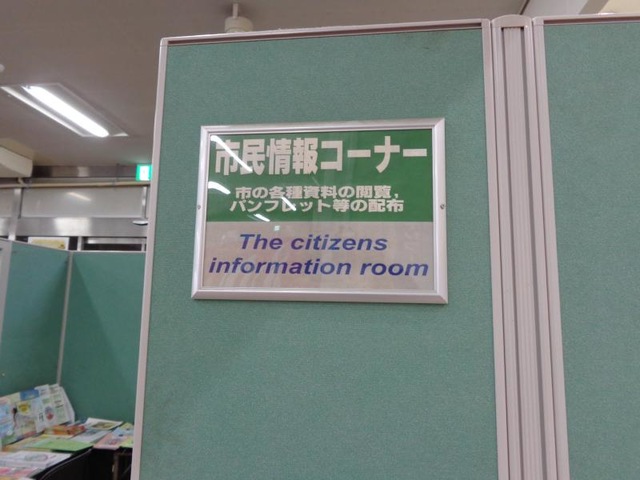 市民情報コーナー
市の各種資料の閲覧,
パンフレット等の配布
The citizens
information room